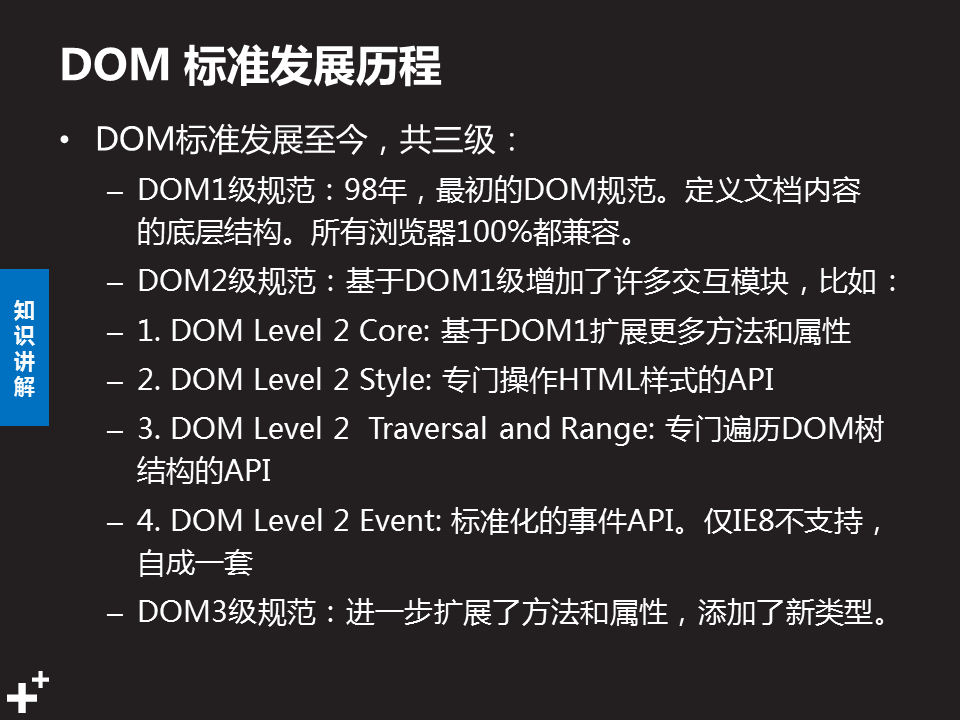 DOM 标准发展历程
• DOM标准发展至今，共三级：
– DOM1级规范：98年，最初的DOM规范。定义文档内容
的底层结构。所有浏览器100%都兼容。
– DOM2级规范：基于DOM1级增加了许多交互模块，比如：
– 1. DOM Level 2 Core: 基于DOM1扩展更多方法和属性
– 2. DOM Level 2 Style: 专门操作HTML样式的API
– 3. DOM Level 2  Traversal and Range: 专门遍历DOM树
结构的API
– 4. DOM Level 2 Event: 标准化的事件API。仅IE8不支持，
自成一套
– DOM3级规范：进一步扩展了方法和属性，添加了新类型。
知
识
讲
解